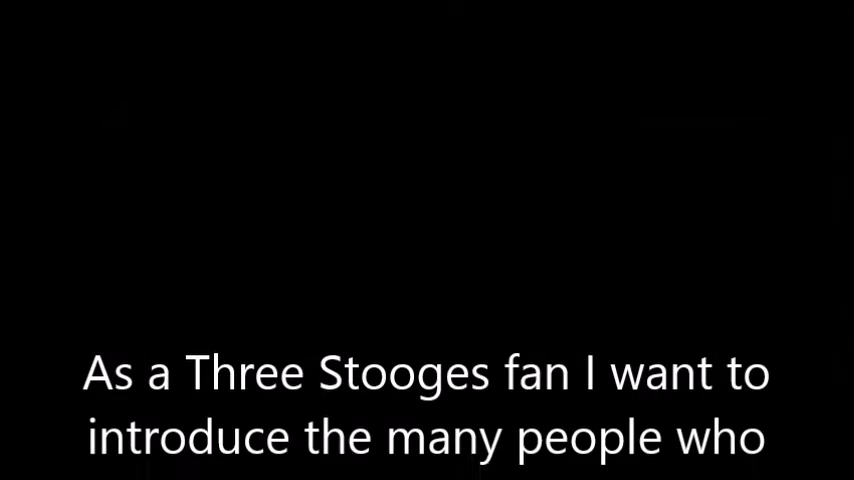 As a Three Stooges fan I want to
introduce the many people who